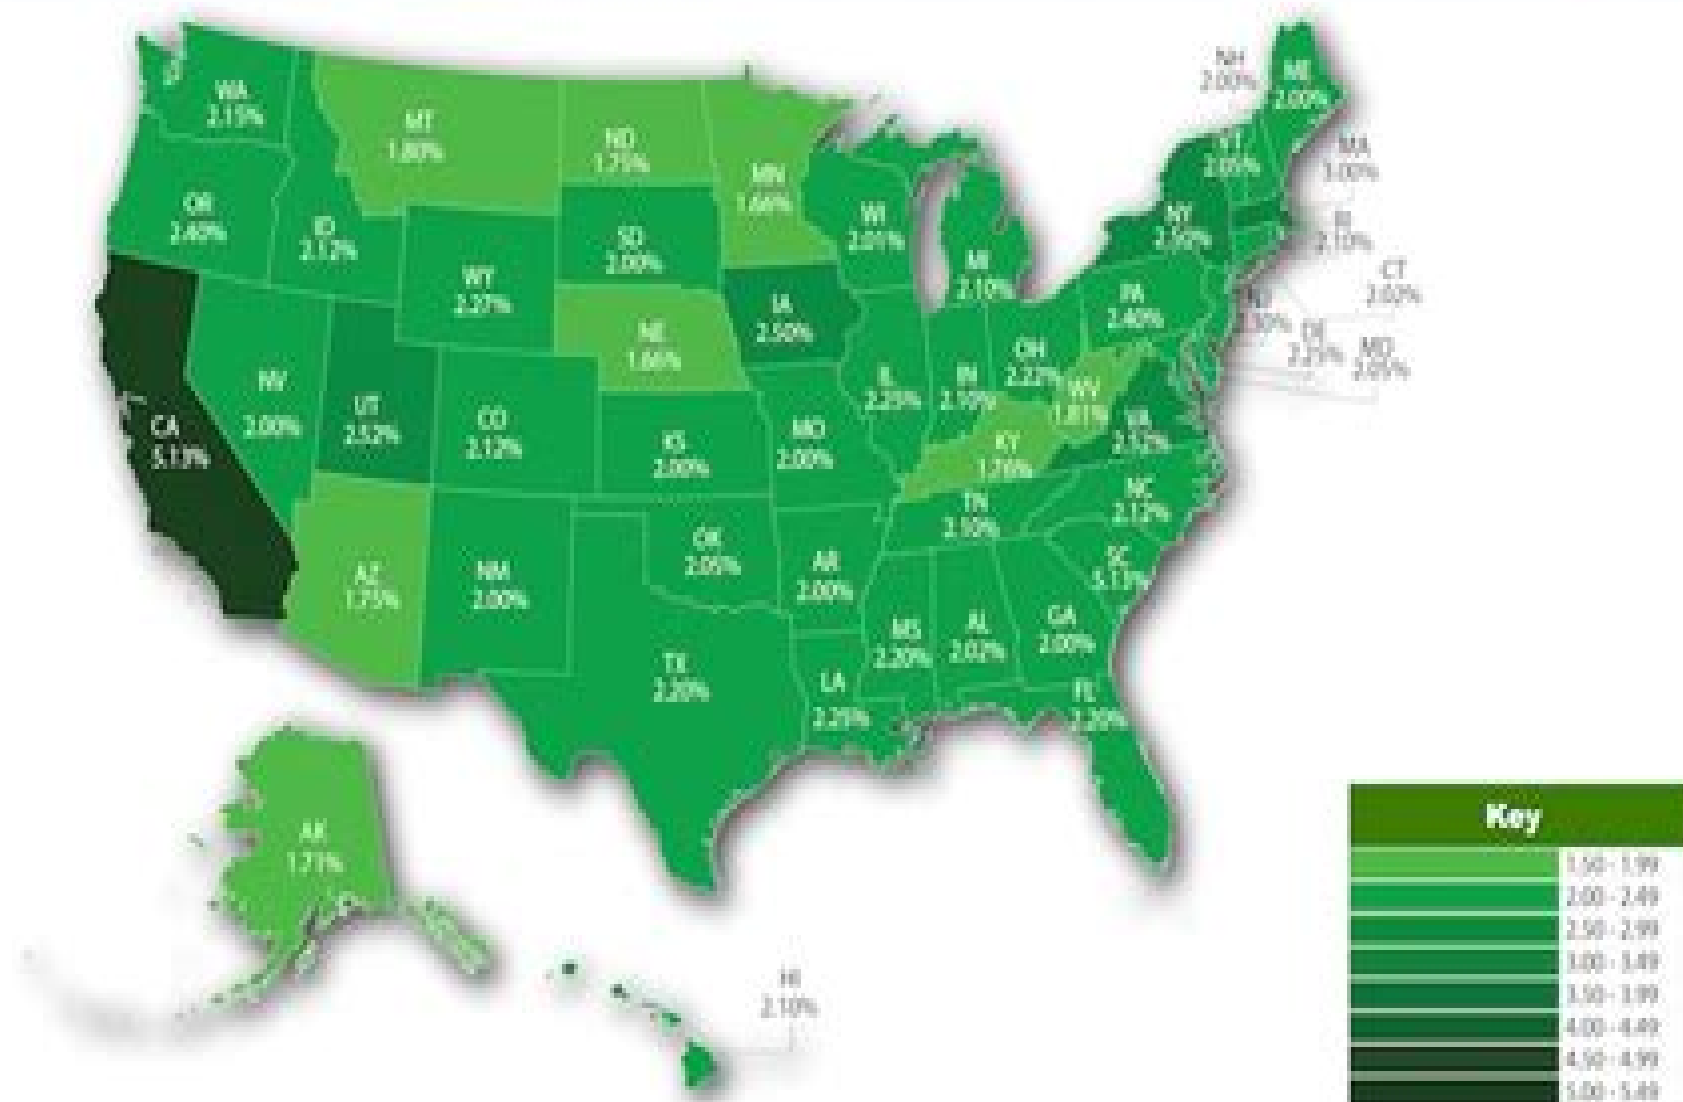 NH
2.00%
ME
2.00%
WA
2.15%
MT
1.80%
ND
1.75%
MN
1.66%
VT
2.05%
MA
3.00%
OR
2.40%
ID
2.12%
WY
2.27%
SD
2.00%
WI
2.01%
MI
2.10%
NY
RI
2.10%
CT
2.02%
IA
2.50%
PA
2.40%
NE
1.66%
OH
2.22%
DE
2.25%
MD
2.05%
NV
2.00%
UT
2.52%
CO
2.12%
KS
2.00%
MO
2.00%
IL
2.25%
IN
2.10%
WV
1.81%
VA
2.52%
KY
1.76%
CA
5.13%
TN
2.10%
NC
2.12%
AZ
1.75%
NM
2.00%
OK
2.05%
AR
2.00%
SC
5.13%
TX
2.20%
LA
2.25%
MS
2.20%
AL
2.02%
GA
2.00%
FL
2.20%
AK
1.71%
HI
2.10%
Key
1.50 - 1.99
2.00 - 2.49
2.50 - 2.99
3.00 - 3.49
3.50 - 3.99
4.00 - 4.49
4.50 - 4.99
5.00 - 5.49